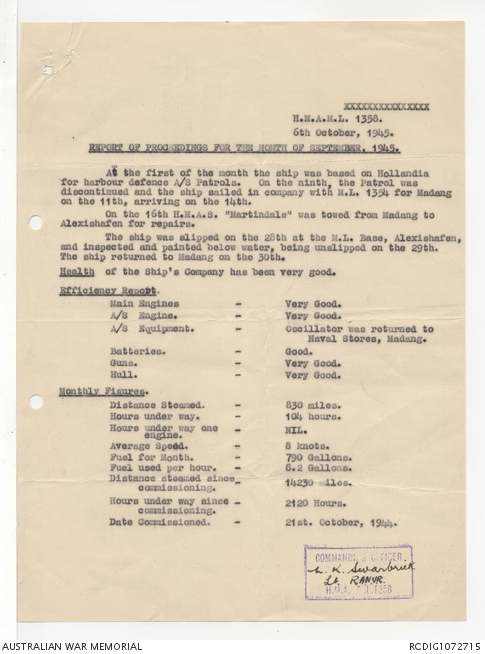 XXXXXXXXXXXXXXX
H.M.A.M.L. 1358.
6th October, 1945.
REPORT OF PROCEEDINGS FOR THE MONTH OF SEPTEMBER, 1945.
At the first of the month the ship was based on Hollandia
for harbour defence A/S Patrols. On the ninth, the Patrol was
discontinued and the ship sailed in company with M.L. 1354 for Madang
on the 11th, arriving on the 14th.
On the 16th H.M.A.S. "Martindale" was towed from Madang to
Alexishafen for repairs.
The ship was slipped on the 28th at the M.L. Base, Alexishafen,
and inspected and painted below water, being unslipped on the 29th.
The ship returned to Madang on the 30th.
Health of the Ship's Company has been very good.
Efficiency Report.
Main Engines - Very Good.
A/S Engine. - Very Good.
A/S Equipment. - Oscillator was returned to
Naval Stores, Madang.
Batteries. - Good.
Guns. - Very Good.
Hull. - Very Good.
Monthly Figures.
Distance Steamed. - 830 miles.
Hours under way. - 104 hours.
Hours under way one
engine. - NIL.
Average Speed. - 8 knots.
Fuel for Month. - 790 Gallons.
Fuel used per hour. - 8.2 Gallons.
Distance steamed since
commissioning. - 14230 miles.
Hours under way since
commissioning. - 2120 Hours.
Date Commissioned. - 21st. October, 1944.
COMMANDING OFFICER.
L. K. Swarbrick
Lt. RANVR.
H.M.A. M.L. 1358
AUSTRALIAN WAR MEMORIAL RCDIG1072715